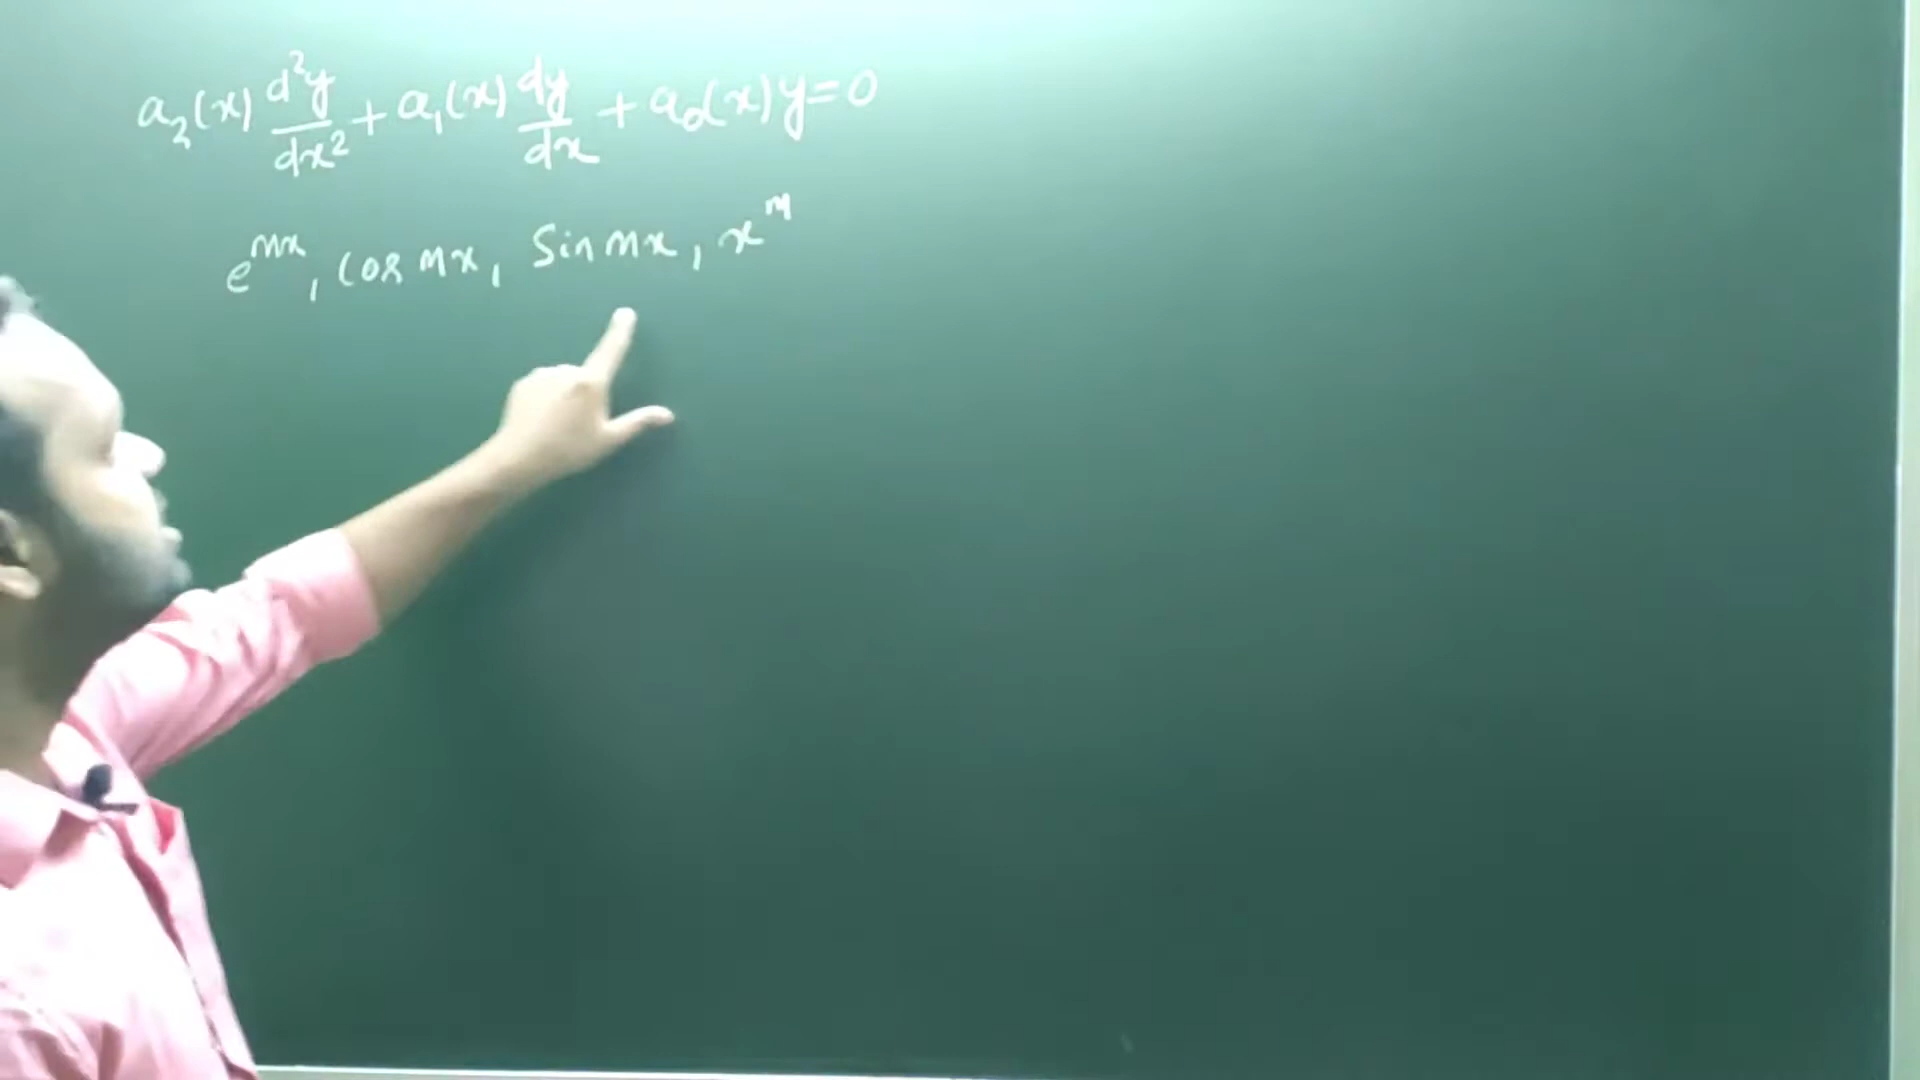 a₂(x) d²y/dx² + a₁(x) dy/dx + a₀(x)y=0
e^mx, cos mx, Sin mx, x^m